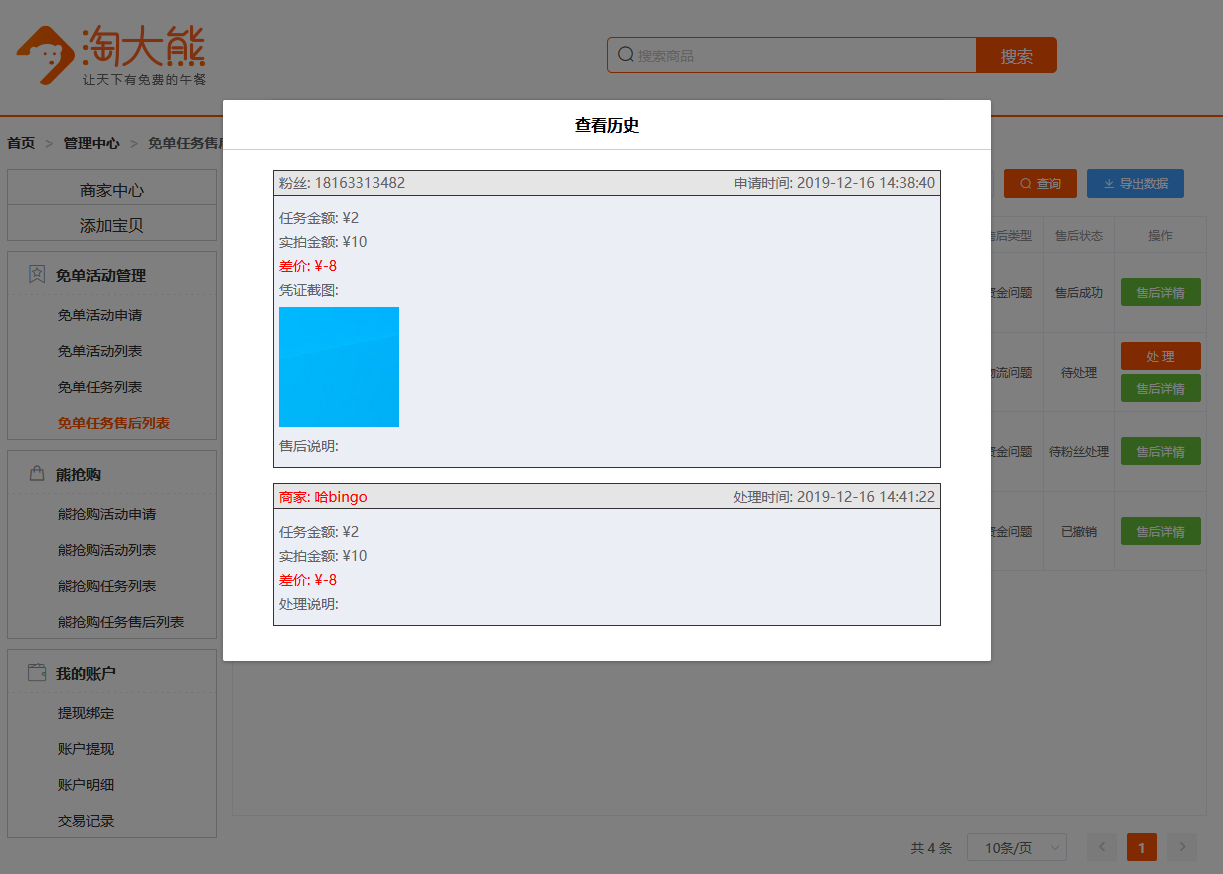 淘大熊
让天下有免费的午餐
搜索商品
搜索
首页 > 管理中心 > 免单任务售后
商家中心
添加宝贝
免单活动管理
免单活动申请
免单活动列表
免单任务列表
免单任务售后列表
能抢购
能抢购活动申请
能抢购活动列表
能抢购任务列表
能抢购任务售后列表
我的账户
提现绑定
账户提现
账户明细
交易记录
查看历史
粉丝: 18163313482 申请时间: 2019-12-16 14:38:40
任务金额: ¥2
实拍金额: ¥10
差价: ¥-8
凭证截图:
售后说明:
商家: 哈bingo 处理时间: 2019-12-16 14:41:22
任务金额: ¥2
实拍金额: ¥10
差价: ¥-8
处理说明:
查询 导出数据
售后类型 售后状态 操作
资金问题 售后成功 售后详情
物流问题 待处理 处 理
售后详情
资金问题 待粉丝处理 售后详情
资金问题 已撤销 售后详情
共 4 条 10条/页 < 1 >